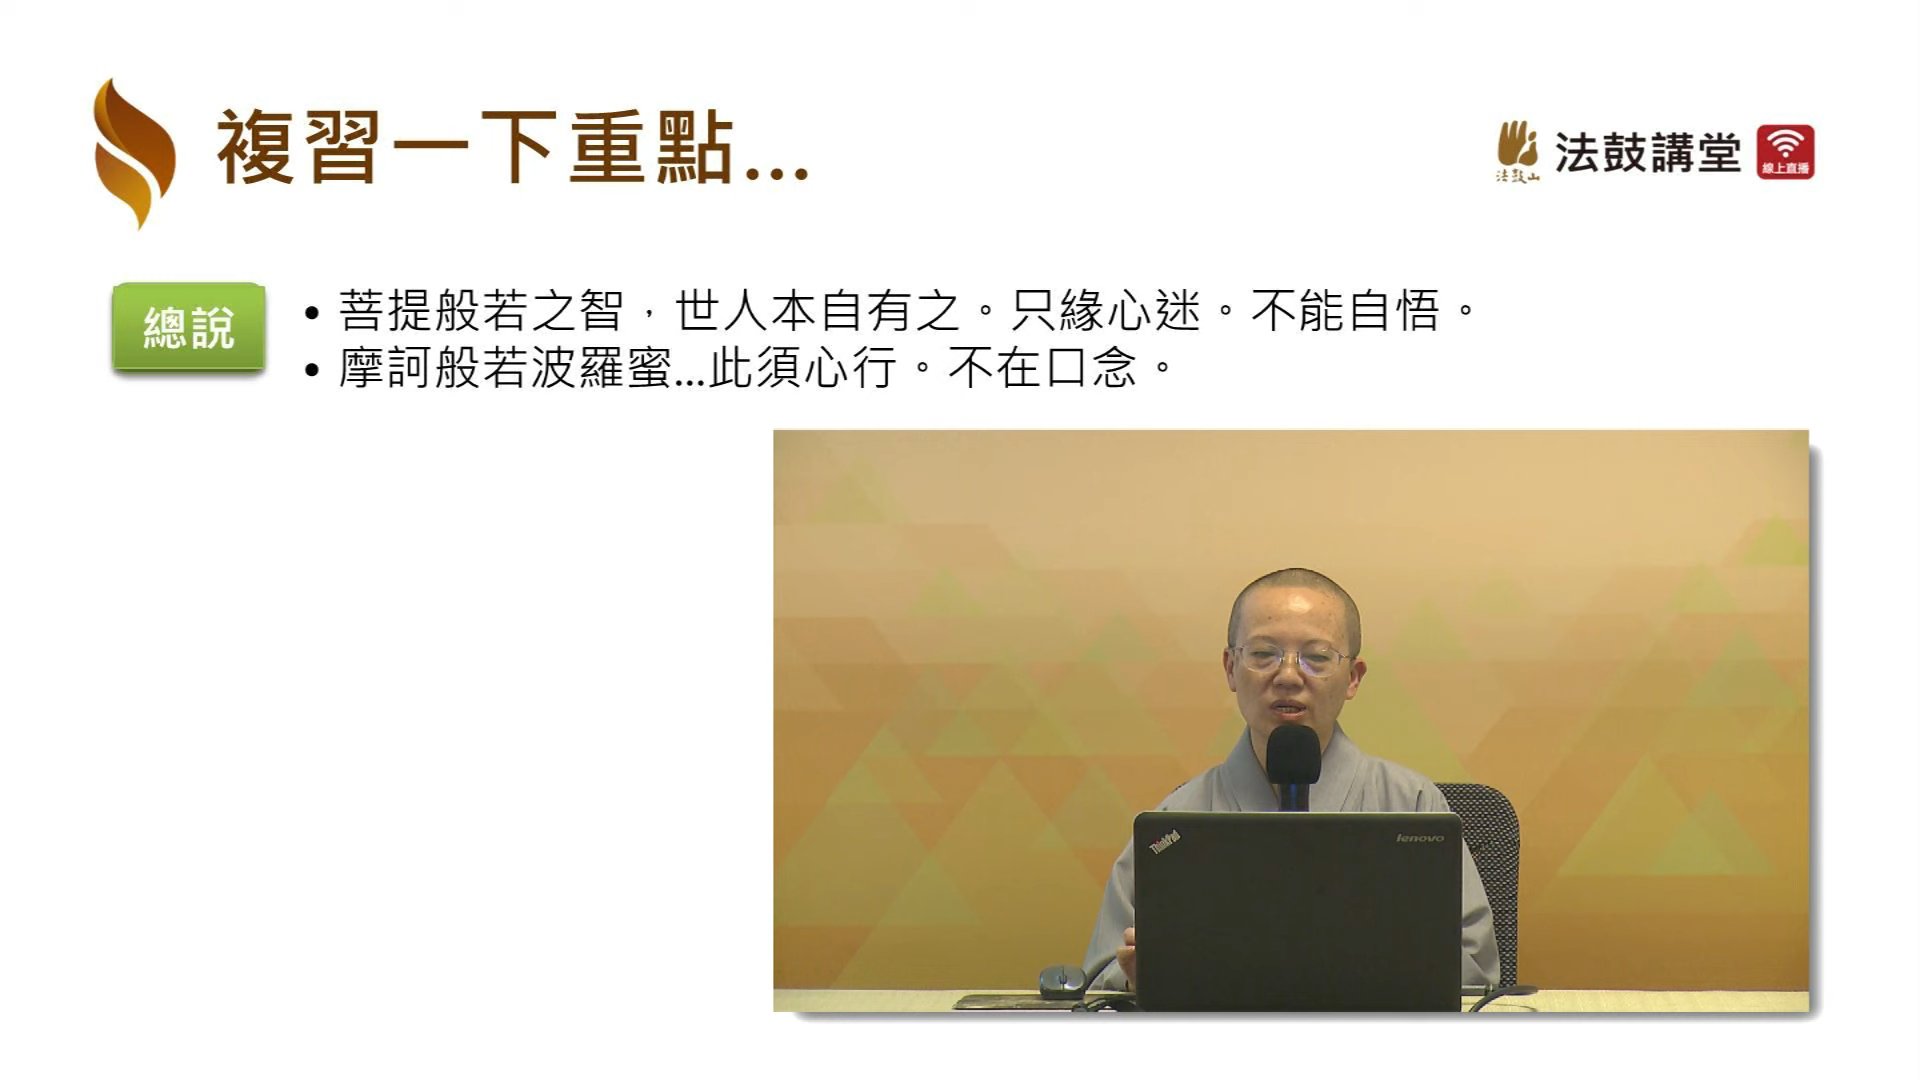 複習一下重點...
法鼓山
法鼓講堂
線上直播
總說
• 菩提般若之智，世人本自有之。只緣心迷。不能自悟。
• 摩訶般若波羅蜜...此須心行。不在口念。
ThinkPad
lenovo